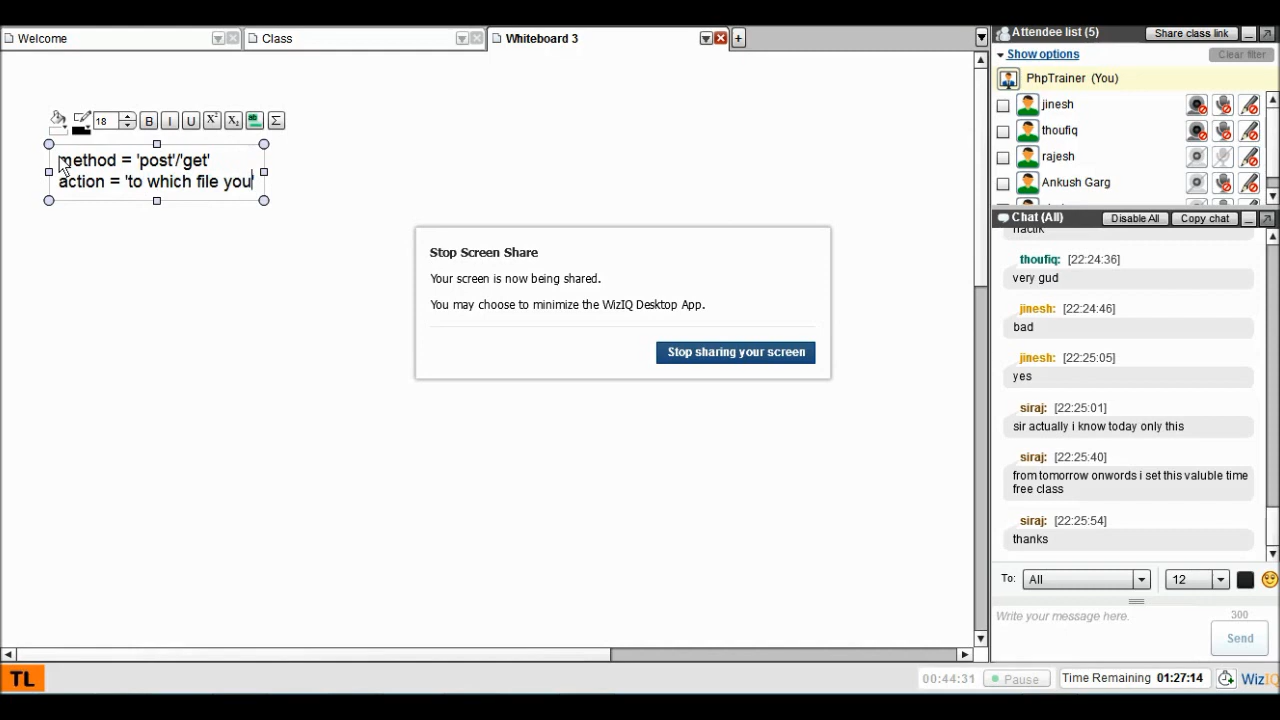 Welcome
Class
Whiteboard 3
+
Attendee list (5)
Share class link
Show options
Clear filter
PhpTrainer (You)
jinesh
thoufiq
rajesh
Ankush Garg
18
B
I
U
X²
X₂
ab
Σ
method = 'post'/'get'
action = 'to which file you'
Stop Screen Share
Your screen is now being shared.
You may choose to minimize the WizIQ Desktop App.
Stop sharing your screen
Chat (All)
Disable All
Copy chat
thoufiq: [22:24:36]
very gud
jinesh: [22:24:46]
bad
jinesh: [22:25:05]
yes
siraj: [22:25:01]
sir actually i know today only this
siraj: [22:25:40]
from tomorrow onwords i set this valuble time
free class
siraj: [22:25:54]
thanks
To:
All
12
Write your message here.
300
Send
TL
00:44:31
Pause
Time Remaining 01:27:14
WizIQ